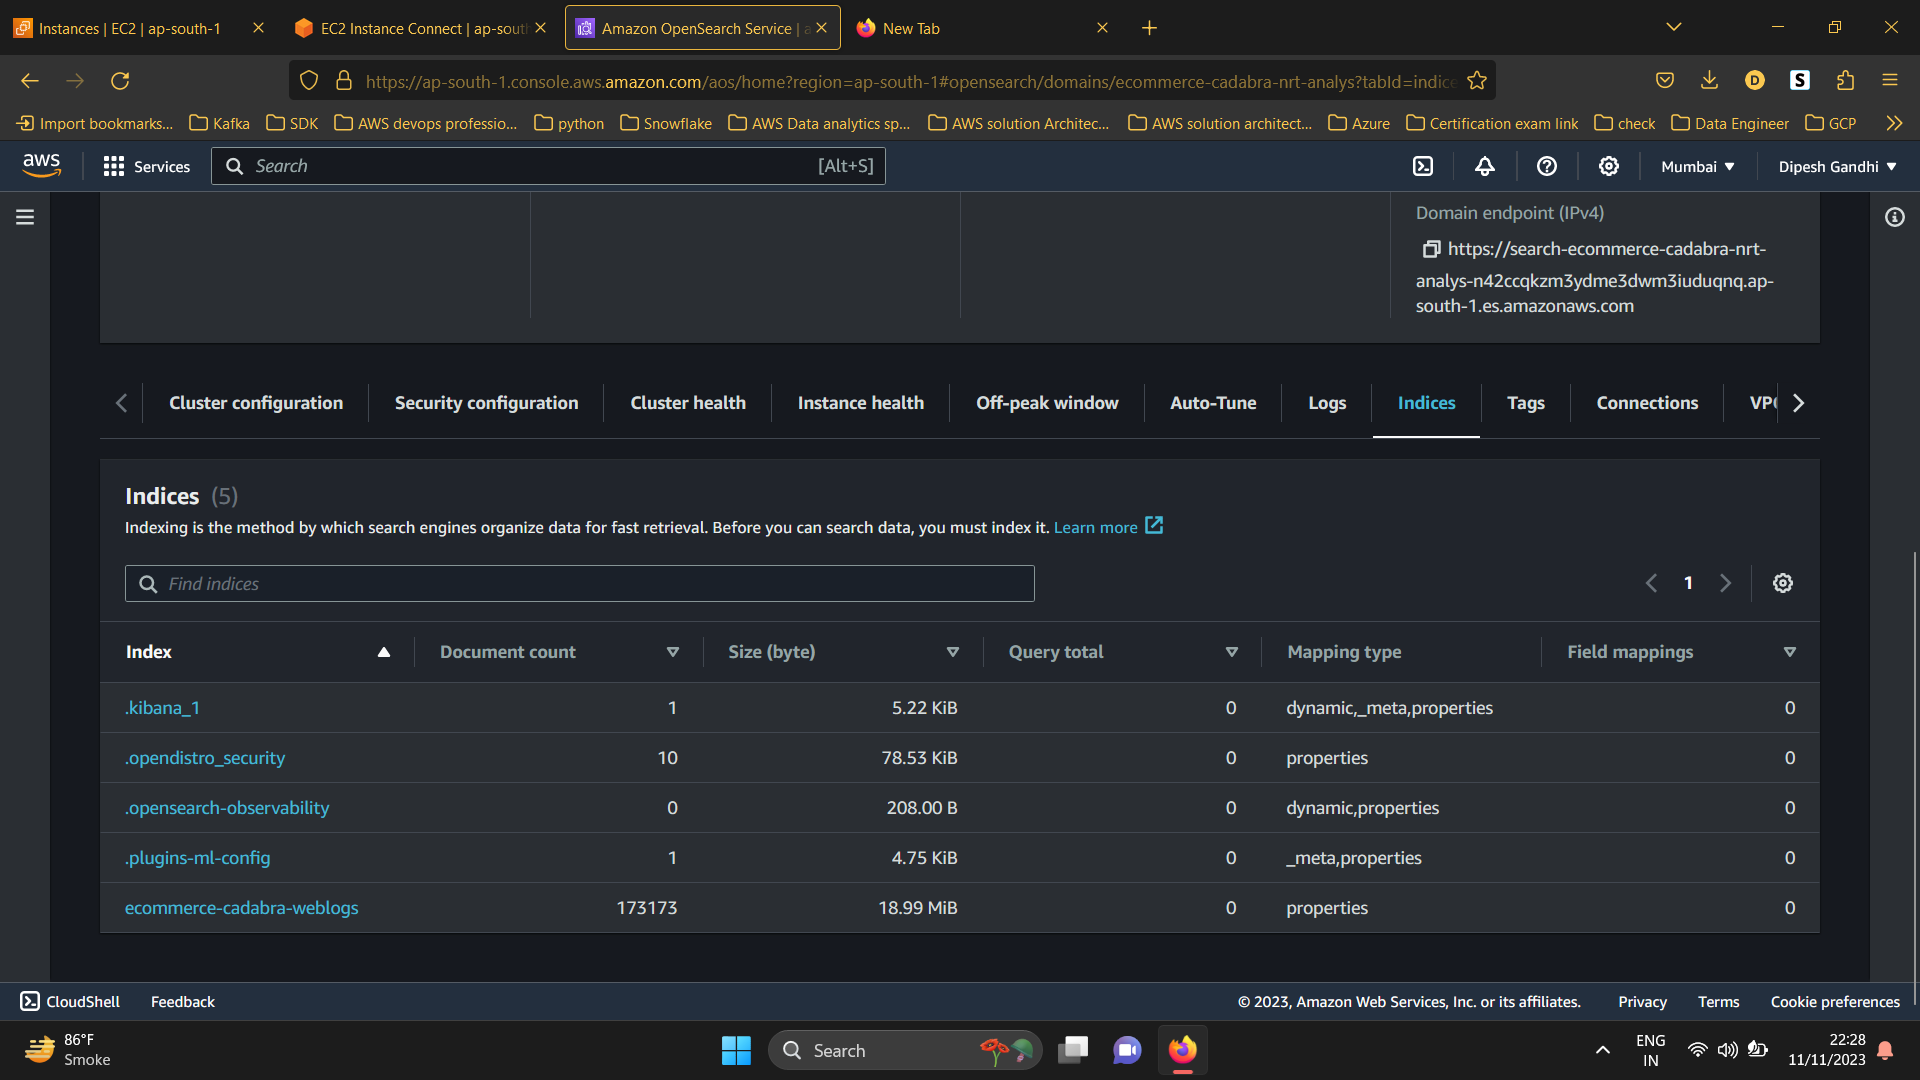 Instances | EC2 | ap-south-1
EC2 Instance Connect | ap-sout
Amazon OpenSearch Service |
New Tab
https://ap-south-1.console.aws.amazon.com/aos/home?region=ap-south-1#opensearch/domains/ecommerce-cadabra-nrt-analys?tabId=indice
D
S
Import bookmarks...
Kafka
SDK
AWS devops professio...
python
Snowflake
AWS Data analytics sp...
AWS solution Architec...
AWS solution architect...
Azure
Certification exam link
check
Data Engineer
GCP
aws
Services
Search
[Alt+S]
Mumbai
Dipesh Gandhi
Domain endpoint (IPv4)
https://search-ecommerce-cadabra-nrt-
analys-n42ccqkzm3ydme3dwm3iuduqnq.ap-
south-1.es.amazonaws.com
Cluster configuration
Security configuration
Cluster health
Instance health
Off-peak window
Auto-Tune
Logs
Indices
Tags
Connections
Indices (5)
Indexing is the method by which search engines organize data for fast retrieval. Before you can search data, you must index it. Learn more
Find indices
1
Index Document count Size (byte) Query total Mapping type Field mappings
.kibana_1 1 5.22 KiB 0 dynamic,_meta,properties 0
.opendistro_security 10 78.53 KiB 0 properties 0
.opensearch-observability 0 208.00 B 0 dynamic,properties 0
.plugins-ml-config 1 4.75 KiB 0 _meta,properties 0
ecommerce-cadabra-weblogs 173173 18.99 MiB 0 properties 0
CloudShell
Feedback
© 2023, Amazon Web Services, Inc. or its affiliates.
Privacy
Terms
Cookie preferences
86°F
Smoke
Search
ENG
IN
22:28
11/11/2023